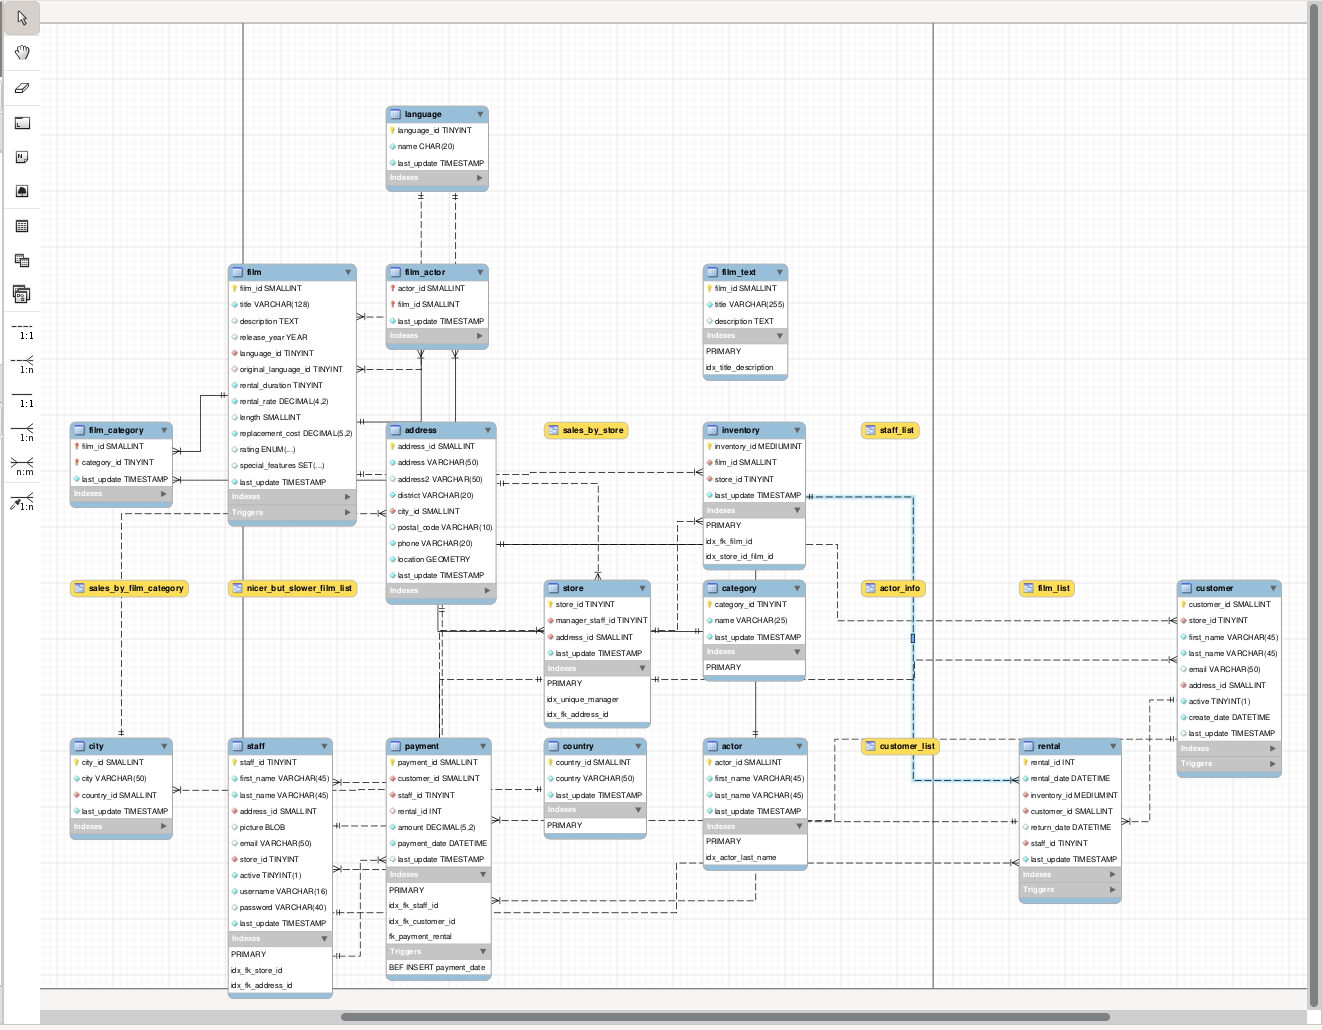 1:1
1:n
1:1
1:n
n:m
1:n
language
language_id TINYINT
name CHAR(20)
last_update TIMESTAMP
Indexes
film
film_id SMALLINT
title VARCHAR(128)
description TEXT
release_year YEAR
language_id TINYINT
original_language_id TINYINT
rental_duration TINYINT
rental_rate DECIMAL(4,2)
length SMALLINT
replacement_cost DECIMAL(5,2)
rating ENUM(...)
special_features SET(...)
last_update TIMESTAMP
Indexes
Triggers
film_actor
actor_id SMALLINT
film_id SMALLINT
last_update TIMESTAMP
Indexes
film_text
film_id SMALLINT
title VARCHAR(255)
description TEXT
Indexes
PRIMARY
idx_title_description
film_category
film_id SMALLINT
category_id TINYINT
last_update TIMESTAMP
Indexes
address
address_id SMALLINT
address VARCHAR(50)
address2 VARCHAR(50)
district VARCHAR(20)
city_id SMALLINT
postal_code VARCHAR(10)
phone VARCHAR(20)
location GEOMETRY
last_update TIMESTAMP
Indexes
sales_by_store
inventory
inventory_id MEDIUMINT
film_id SMALLINT
store_id TINYINT
last_update TIMESTAMP
Indexes
PRIMARY
idx_fk_film_id
idx_store_id_film_id
staff_list
sales_by_film_category
nicer_but_slower_film_list
store
store_id TINYINT
manager_staff_id TINYINT
address_id SMALLINT
last_update TIMESTAMP
Indexes
PRIMARY
idx_unique_manager
idx_fk_address_id
category
category_id TINYINT
name VARCHAR(25)
last_update TIMESTAMP
Indexes
PRIMARY
actor_info
film_list
customer
customer_id SMALLINT
store_id TINYINT
first_name VARCHAR(45)
last_name VARCHAR(45)
email VARCHAR(50)
address_id SMALLINT
active TINYINT(1)
create_date DATETIME
last_update TIMESTAMP
Indexes
Triggers
city
city_id SMALLINT
city VARCHAR(50)
country_id SMALLINT
last_update TIMESTAMP
Indexes
staff
staff_id TINYINT
first_name VARCHAR(45)
last_name VARCHAR(45)
address_id SMALLINT
picture BLOB
email VARCHAR(50)
store_id TINYINT
active TINYINT(1)
username VARCHAR(16)
password VARCHAR(40)
last_update TIMESTAMP
Indexes
PRIMARY
idx_fk_store_id
idx_fk_address_id
payment
payment_id SMALLINT
customer_id SMALLINT
staff_id TINYINT
rental_id INT
amount DECIMAL(5,2)
payment_date DATETIME
last_update TIMESTAMP
Indexes
PRIMARY
idx_fk_staff_id
idx_fk_customer_id
fk_payment_rental
Triggers
BEF INSERT payment_date
country
country_id SMALLINT
country VARCHAR(50)
last_update TIMESTAMP
Indexes
PRIMARY
actor
actor_id SMALLINT
first_name VARCHAR(45)
last_name VARCHAR(45)
last_update TIMESTAMP
Indexes
PRIMARY
idx_actor_last_name
customer_list
rental
rental_id INT
rental_date DATETIME
inventory_id MEDIUMINT
customer_id SMALLINT
return_date DATETIME
staff_id TINYINT
last_update TIMESTAMP
Indexes
Triggers